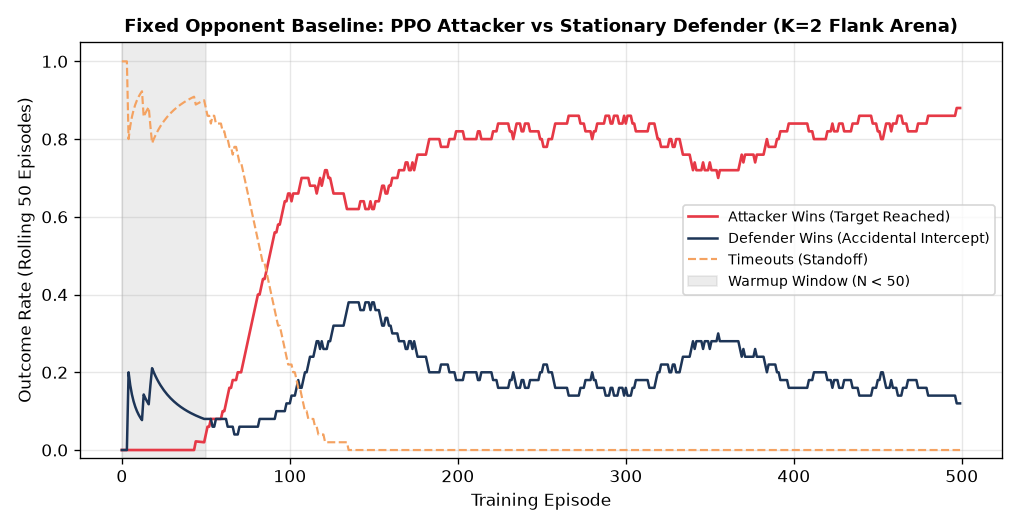 Fixed Opponent Baseline: PPO Attacker vs Stationary Defender (K=2 Flank Arena)
Outcome Rate (Rolling 50 Episodes)
1.0
0.8
0.6
0.4
0.2
0.0
Attacker Wins (Target Reached)
Defender Wins (Accidental Intercept)
Timeouts (Standoff)
Warmup Window (N < 50)
0 100 200 300 400 500
Training Episode